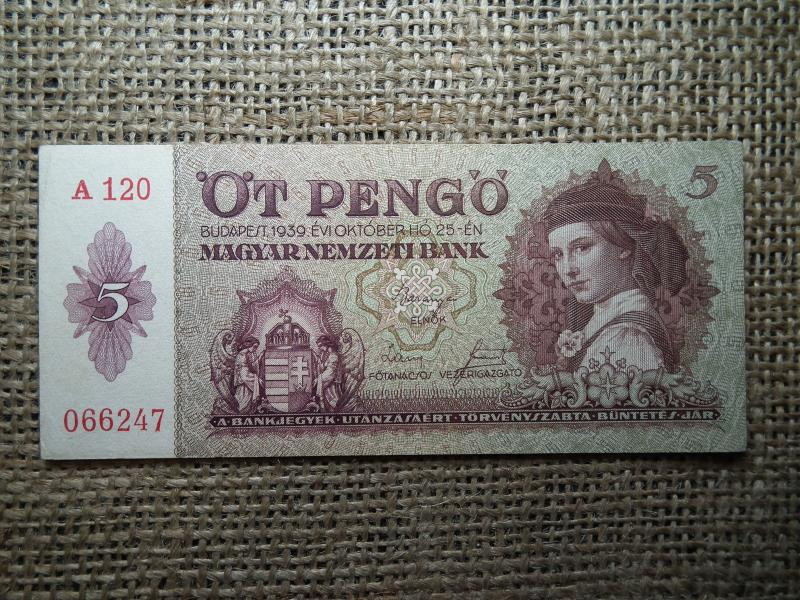 A 120
5
066247
ÖT PENGŐ
BUDAPEST, 1939. ÉVI OKTÓBER HÓ 25-ÉN
MAGYAR NEMZETI BANK
ELNÖK
FŐTANÁCSOS VEZÉRIGAZGATÓ
5
A·BANKJEGYEK·UTÁNZÁSÁÉRT·TÖRVÉNYSZABTA·BÜNTETÉS·JÁR·